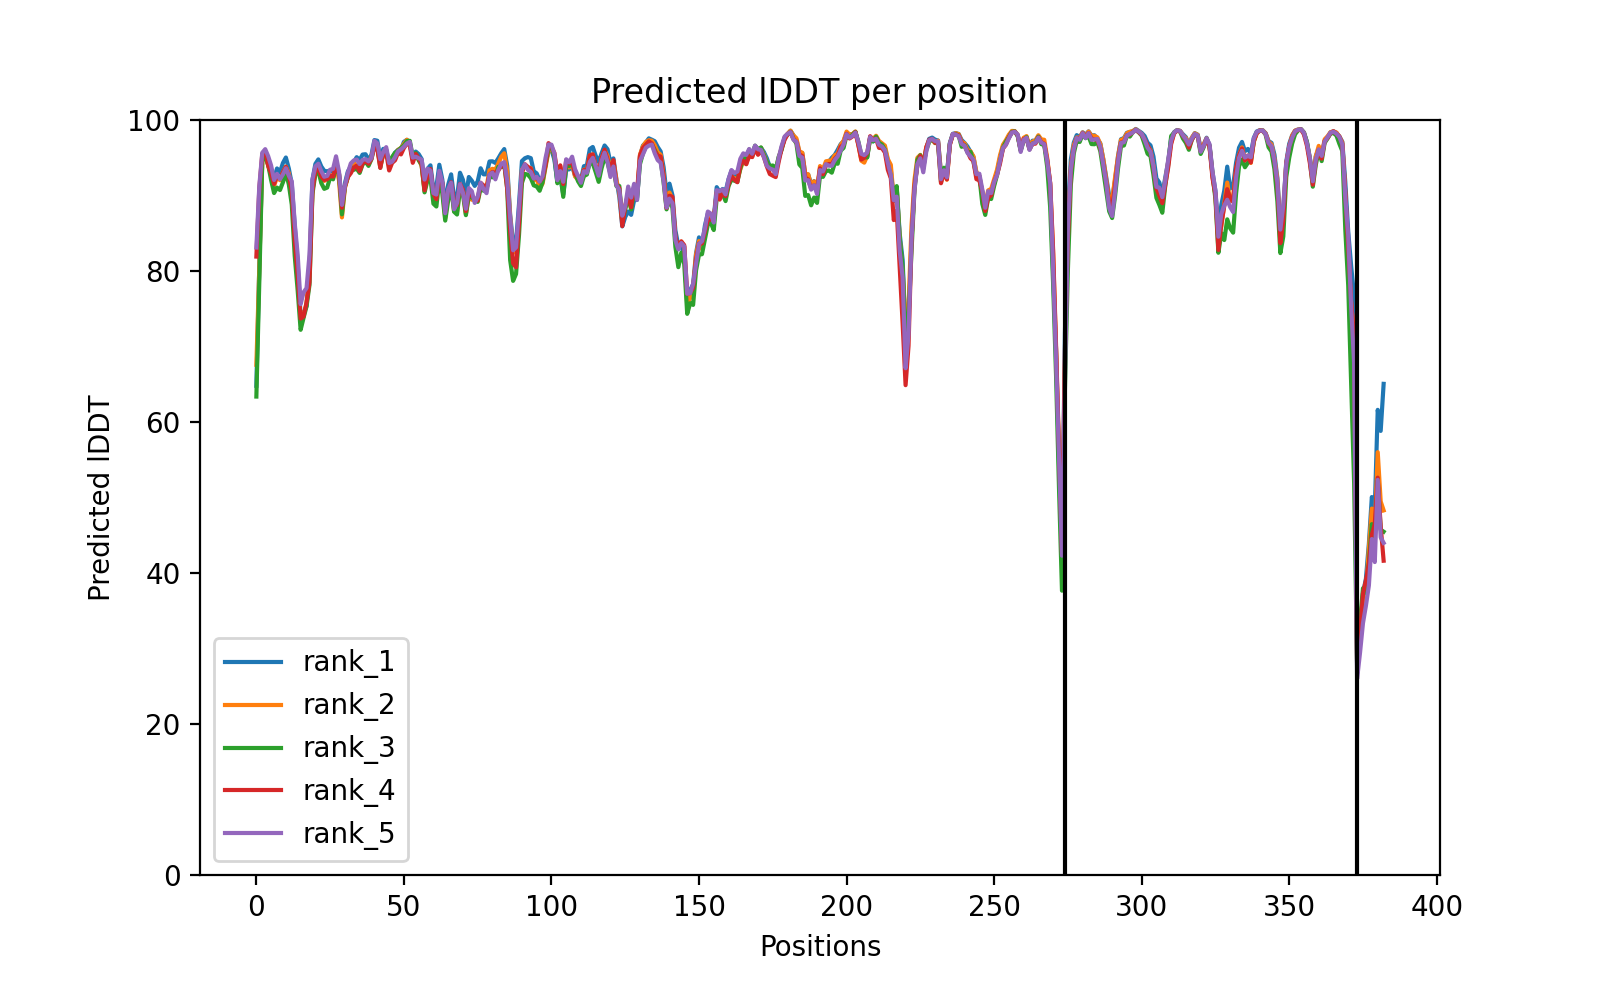 Predicted lDDT per position
100
80
60
40
20
0
Predicted lDDT
rank_1
rank_2
rank_3
rank_4
rank_5
0 50 100 150 200 250 300 350 400
Positions